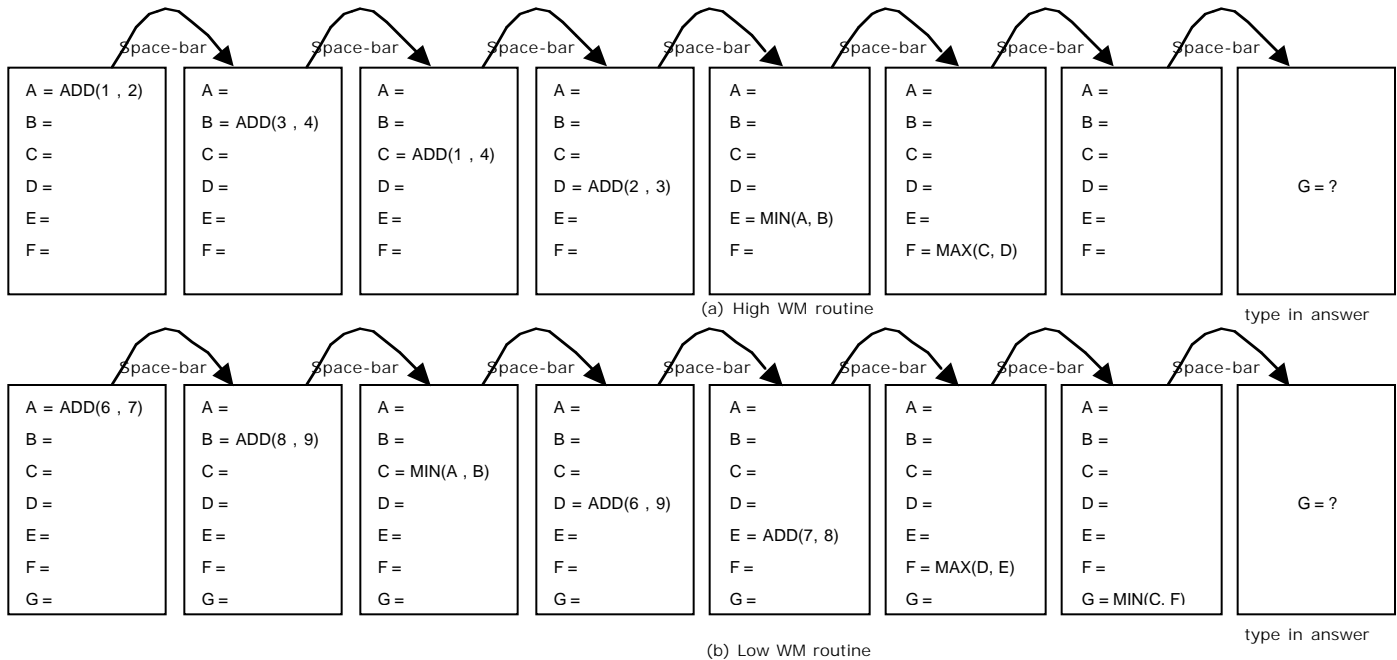 Space-bar Space-bar Space-bar Space-bar Space-bar Space-bar Space-bar
A = ADD(1 , 2) A = A = A = A = A = A =
B = B = ADD(3 , 4) B = B = B = B = B =
C = C = C = ADD(1 , 4) C = C = C = C =
D = D = D = D = ADD(2 , 3) D = D = D = G = ?
E = E = E = E = E = MIN(A, B) E = E =
F = F = F = F = F = F = MAX(C, D) F =
(a) High WM routine
type in answer
Space-bar Space-bar Space-bar Space-bar Space-bar Space-bar Space-bar
A = ADD(6 , 7) A = A = A = A = A = A =
B = B = ADD(8 , 9) B = B = B = B = B =
C = C = C = MIN(A , B) C = C = C = C =
D = D = D = D = ADD(6 , 9) D = D = D = G = ?
E = E = E = E = E = ADD(7, 8) E = E =
F = F = F = F = F = F = MAX(D, E) F =
G = G = G = G = G = G = G = MIN(C, F)
type in answer
(b) Low WM routine